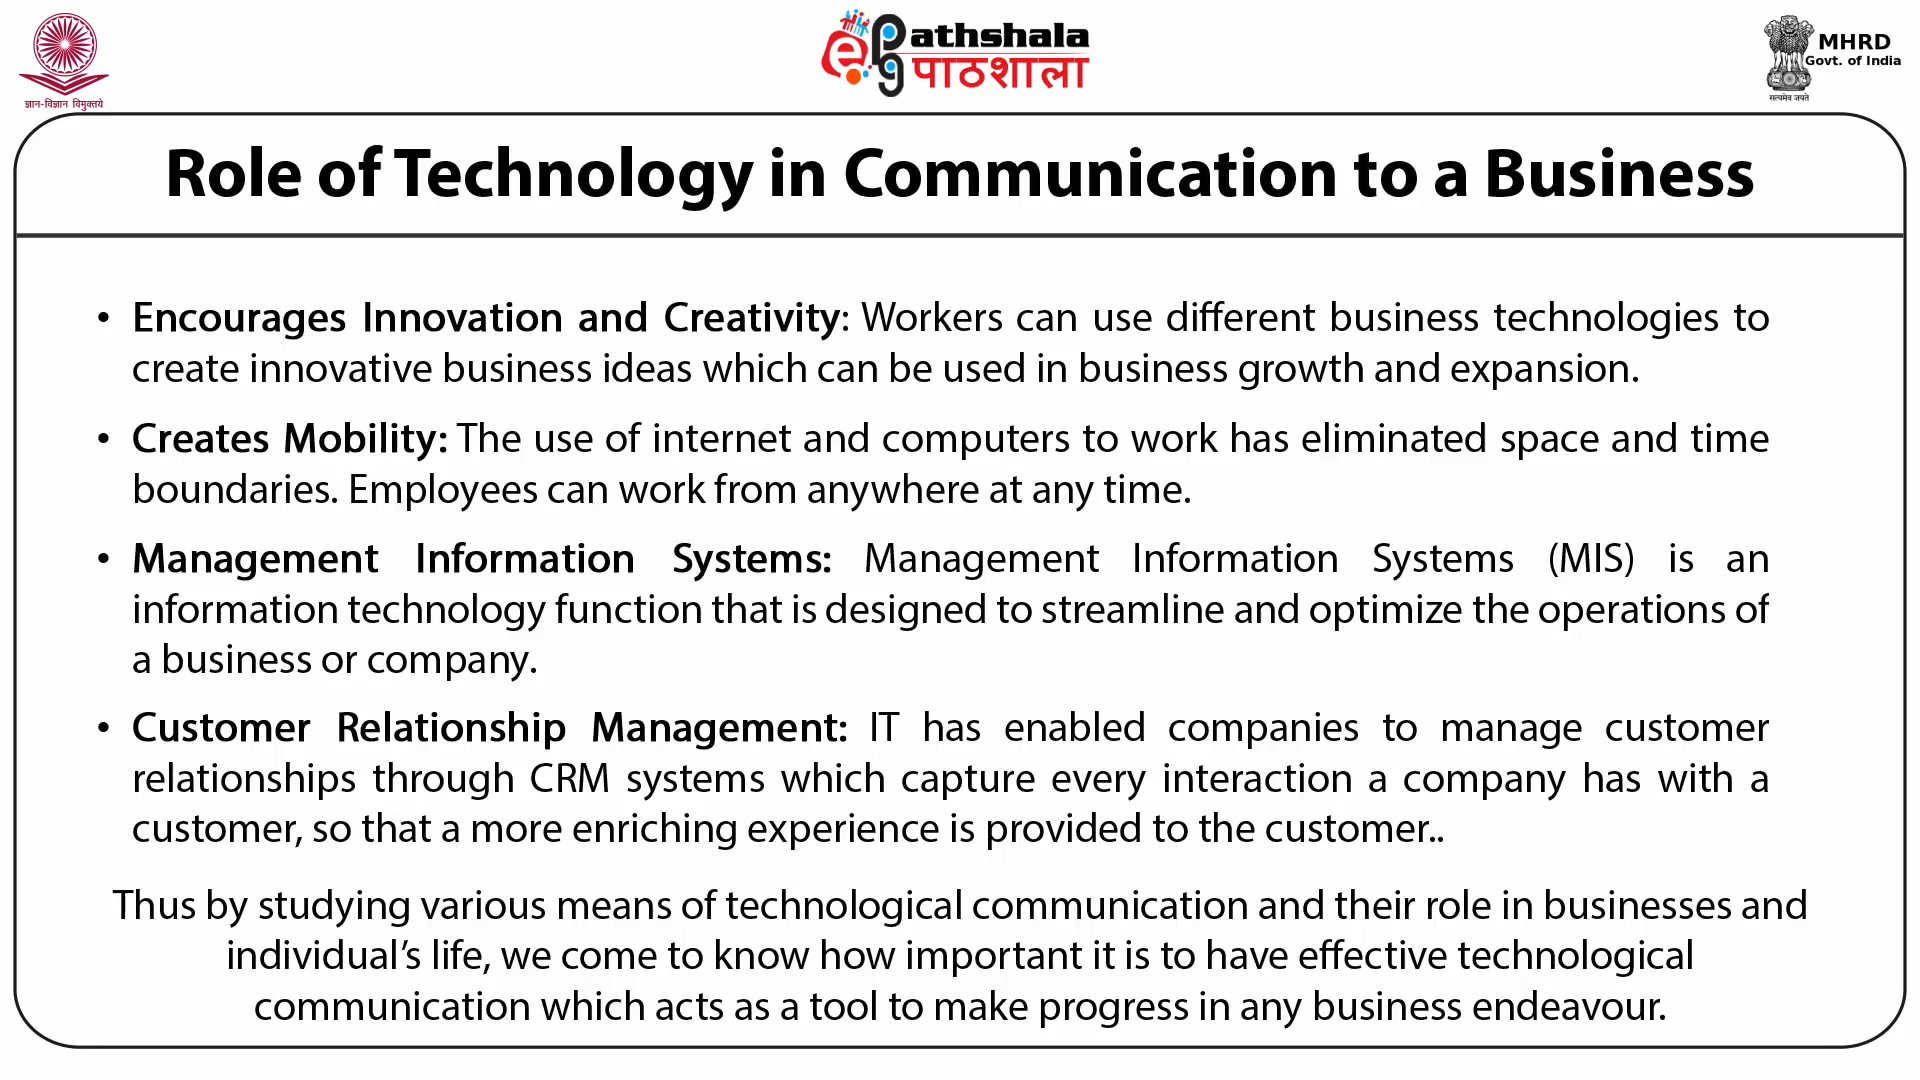 ज्ञान-विज्ञान विमुक्तये
ePathshala
पाठशाला
MHRD
Govt. of India
सत्यमेव जयते
Role of Technology in Communication to a Business
• Encourages Innovation and Creativity: Workers can use different business technologies to
create innovative business ideas which can be used in business growth and expansion.
• Creates Mobility: The use of internet and computers to work has eliminated space and time
boundaries. Employees can work from anywhere at any time.
• Management Information Systems: Management Information Systems (MIS) is an
information technology function that is designed to streamline and optimize the operations of
a business or company.
• Customer Relationship Management: IT has enabled companies to manage customer
relationships through CRM systems which capture every interaction a company has with a
customer, so that a more enriching experience is provided to the customer..
Thus by studying various means of technological communication and their role in businesses and
individual’s life, we come to know how important it is to have effective technological
communication which acts as a tool to make progress in any business endeavour.